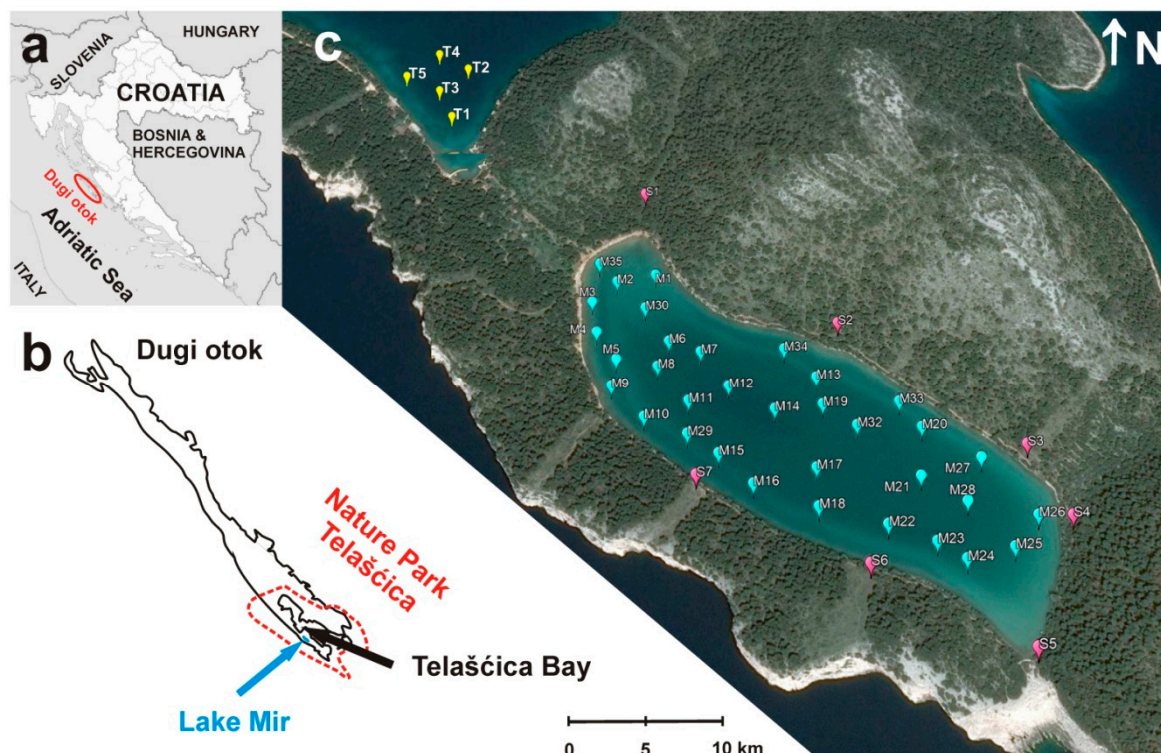 a
SLOVENIA
HUNGARY
CROATIA
BOSNIA &
HERCEGOVINA
Dugi otok
Adriatic Sea
ITALY
b
Dugi otok
Nature Park
Telašćica
Telašćica Bay
Lake Mir
0 5 10 km
c
N
T4
T2
T5
T3
T1
S1
M35
M2
M1
M3
M30
M4
M6
M7
M34
S2
M5
M8
M13
M9
M12
M11
M14
M19
M33
M10
M32
M20
M29
S3
M15
M27
M17
S7
M16
M21
M28
M18
M26
S4
M22
M23
M25
M24
S6
S5